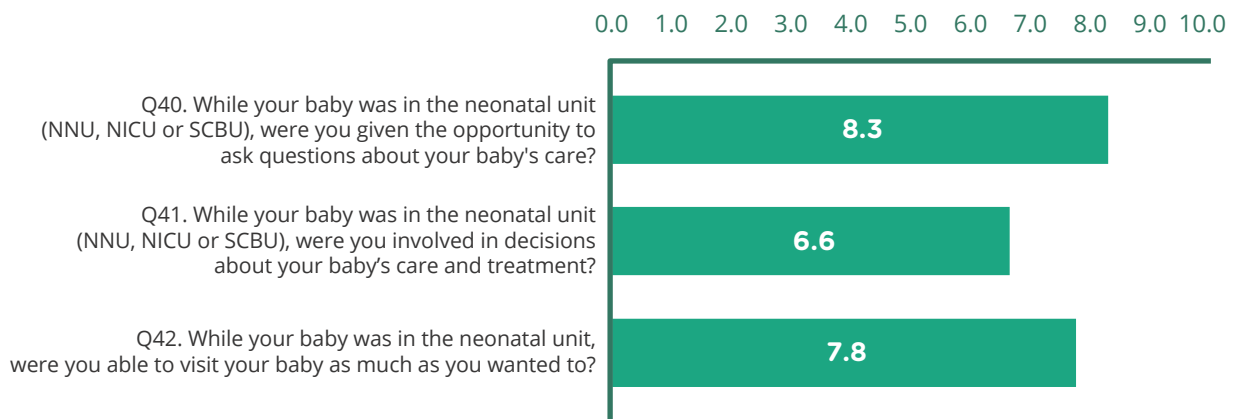 0.0 1.0 2.0 3.0 4.0 5.0 6.0 7.0 8.0 9.0 10.0
Q40. While your baby was in the neonatal unit
(NNU, NICU or SCBU), were you given the opportunity to
ask questions about your baby's care?
8.3
Q41. While your baby was in the neonatal unit
(NNU, NICU or SCBU), were you involved in decisions
about your baby’s care and treatment?
6.6
Q42. While your baby was in the neonatal unit,
were you able to visit your baby as much as you wanted to?
7.8